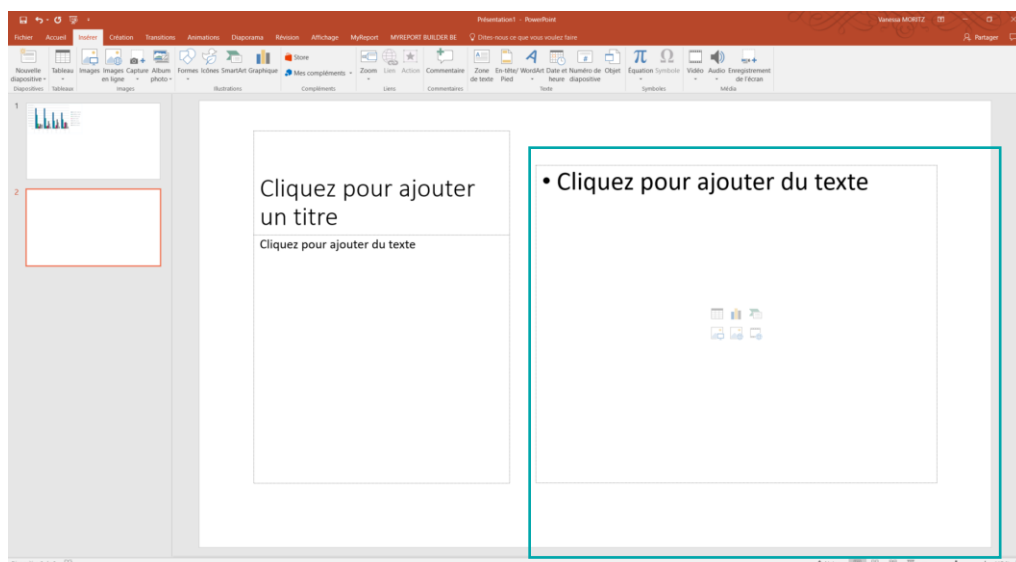 Présentation1 - PowerPoint
Vanessa MORITZ
Fichier Accueil Insérer Création Transitions Animations Diaporama Révision Affichage MyReport MYREPORT BUILDER BE Dites-nous ce que vous voulez faire Partager
Nouvelle diapositive Tableau Images Images en ligne Capture Album photo Formes Icônes SmartArt Graphique Store Mes compléments Zoom Lien Action Commentaire Zone de texte En-tête/ Pied WordArt Date et heure Numéro de diapositive Objet Équation Symbole Vidéo Audio Enregistrement de l'écran
Diapositives Tableaux Images Illustrations Compléments Liens Commentaires Texte Symboles Média
1
2
Cliquez pour ajouter
un titre
Cliquez pour ajouter du texte
• Cliquez pour ajouter du texte